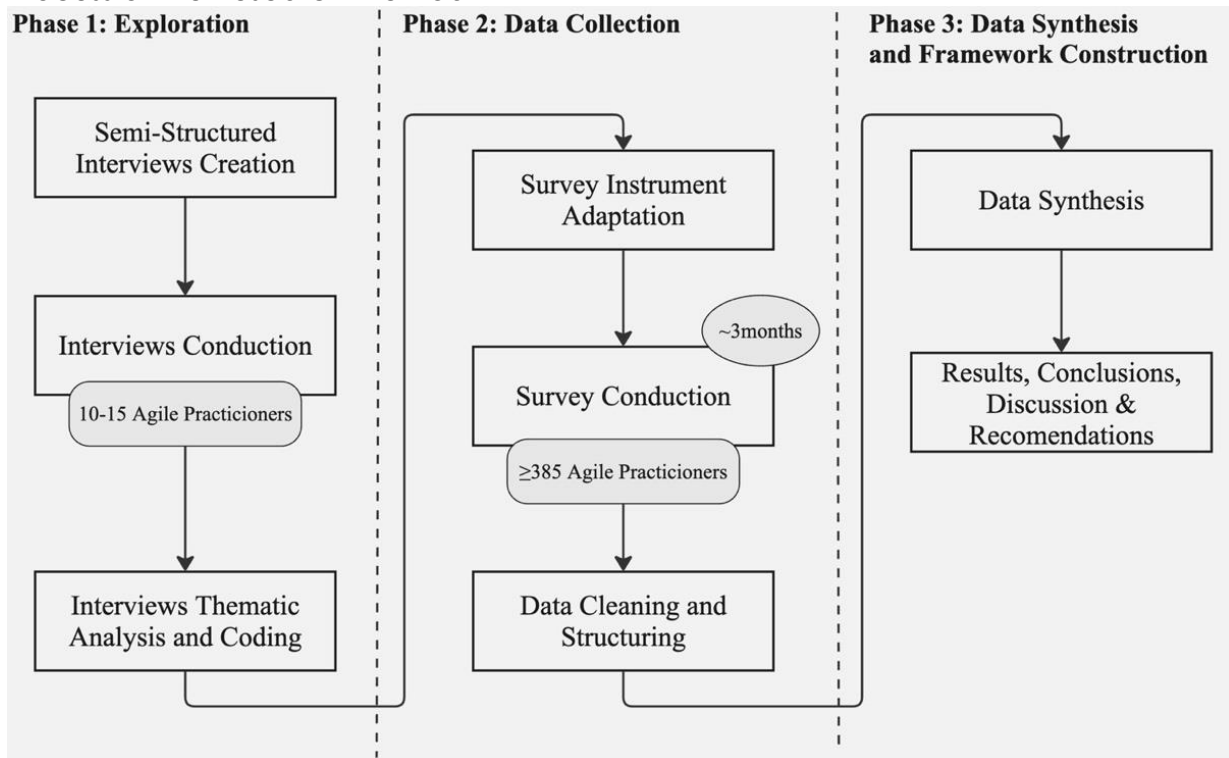 Phase 1: Exploration
Semi-Structured
Interviews Creation
Interviews Conduction
10-15 Agile Practicioners
Interviews Thematic
Analysis and Coding
Phase 2: Data Collection
Survey Instrument
Adaptation
~3months
Survey Conduction
≥385 Agile Practicioners
Data Cleaning and
Structuring
Phase 3: Data Synthesis
and Framework Construction
Data Synthesis
Results, Conclusions,
Discussion &
Recomendations